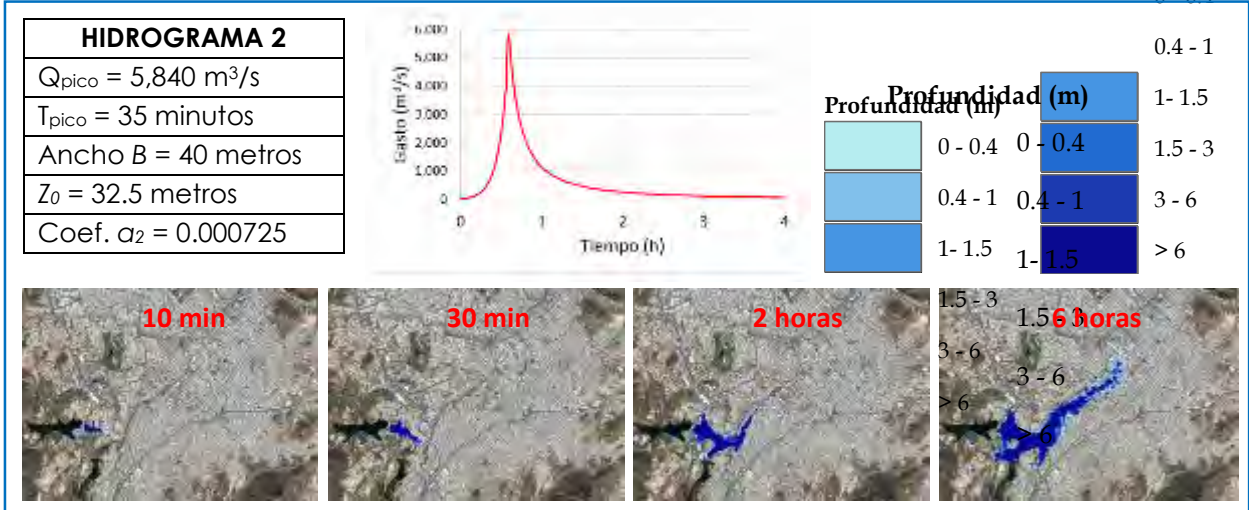 HIDROGRAMA 2
Qpico = 5,840 m³/s
Tpico = 35 minutos
Ancho B = 40 metros
Z0 = 32.5 metros
Coef. α2 = 0.000725
6,000
5,000
4,000
3,000
2,000
1,000
0
Gasto (m³/s)
0 1 2 3 4
Tiempo (h)
Profundidad (m)
0 - 0.4
0.4 - 1
1- 1.5
Profundidad (m)
0 - 0.4
0.4 - 1
1- 1.5
0.4 - 1
1- 1.5
1.5 - 3
3 - 6
> 6
10 min
30 min
2 horas
6 horas
1.5 - 3
3 - 6
> 6
1.5 - 3
3 - 6
> 6